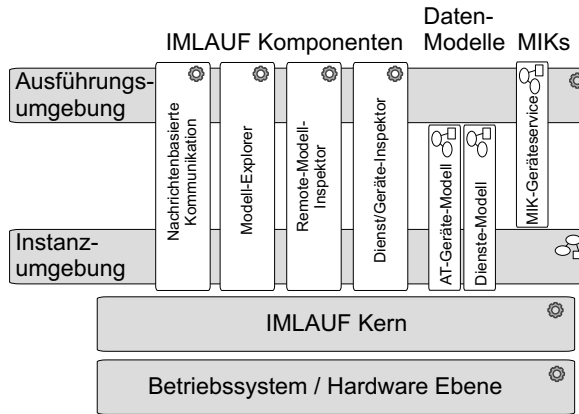 IMLAUF Komponenten
Daten-
Modelle
MIKs
Ausführungs-
umgebung
Nachrichtenbasierte
Kommunikation
Modell-Explorer
Remote-Modell-
Inspektor
Dienst/Geräte-Inspektor
AT-Geräte-Modell
Dienste-Modell
MIK-Geräteservice
Instanz-
umgebung
IMLAUF Kern
Betriebssystem / Hardware Ebene